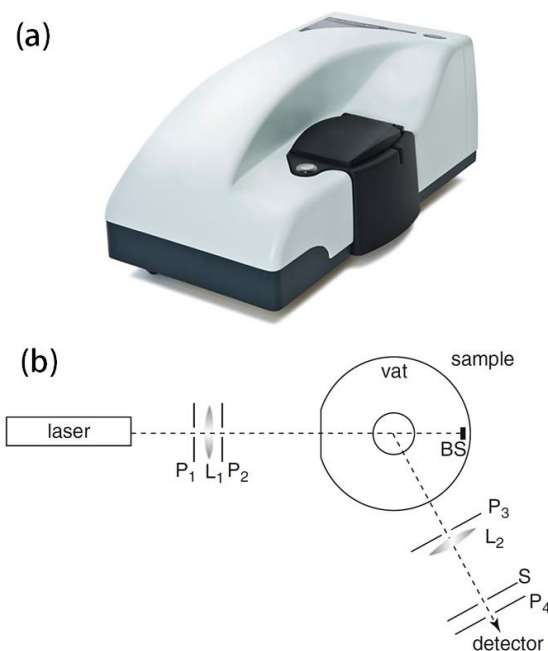 (a)
(b)
sample
vat
laser
BS
P1 L1 P2
P3
L2
S
P4
detector